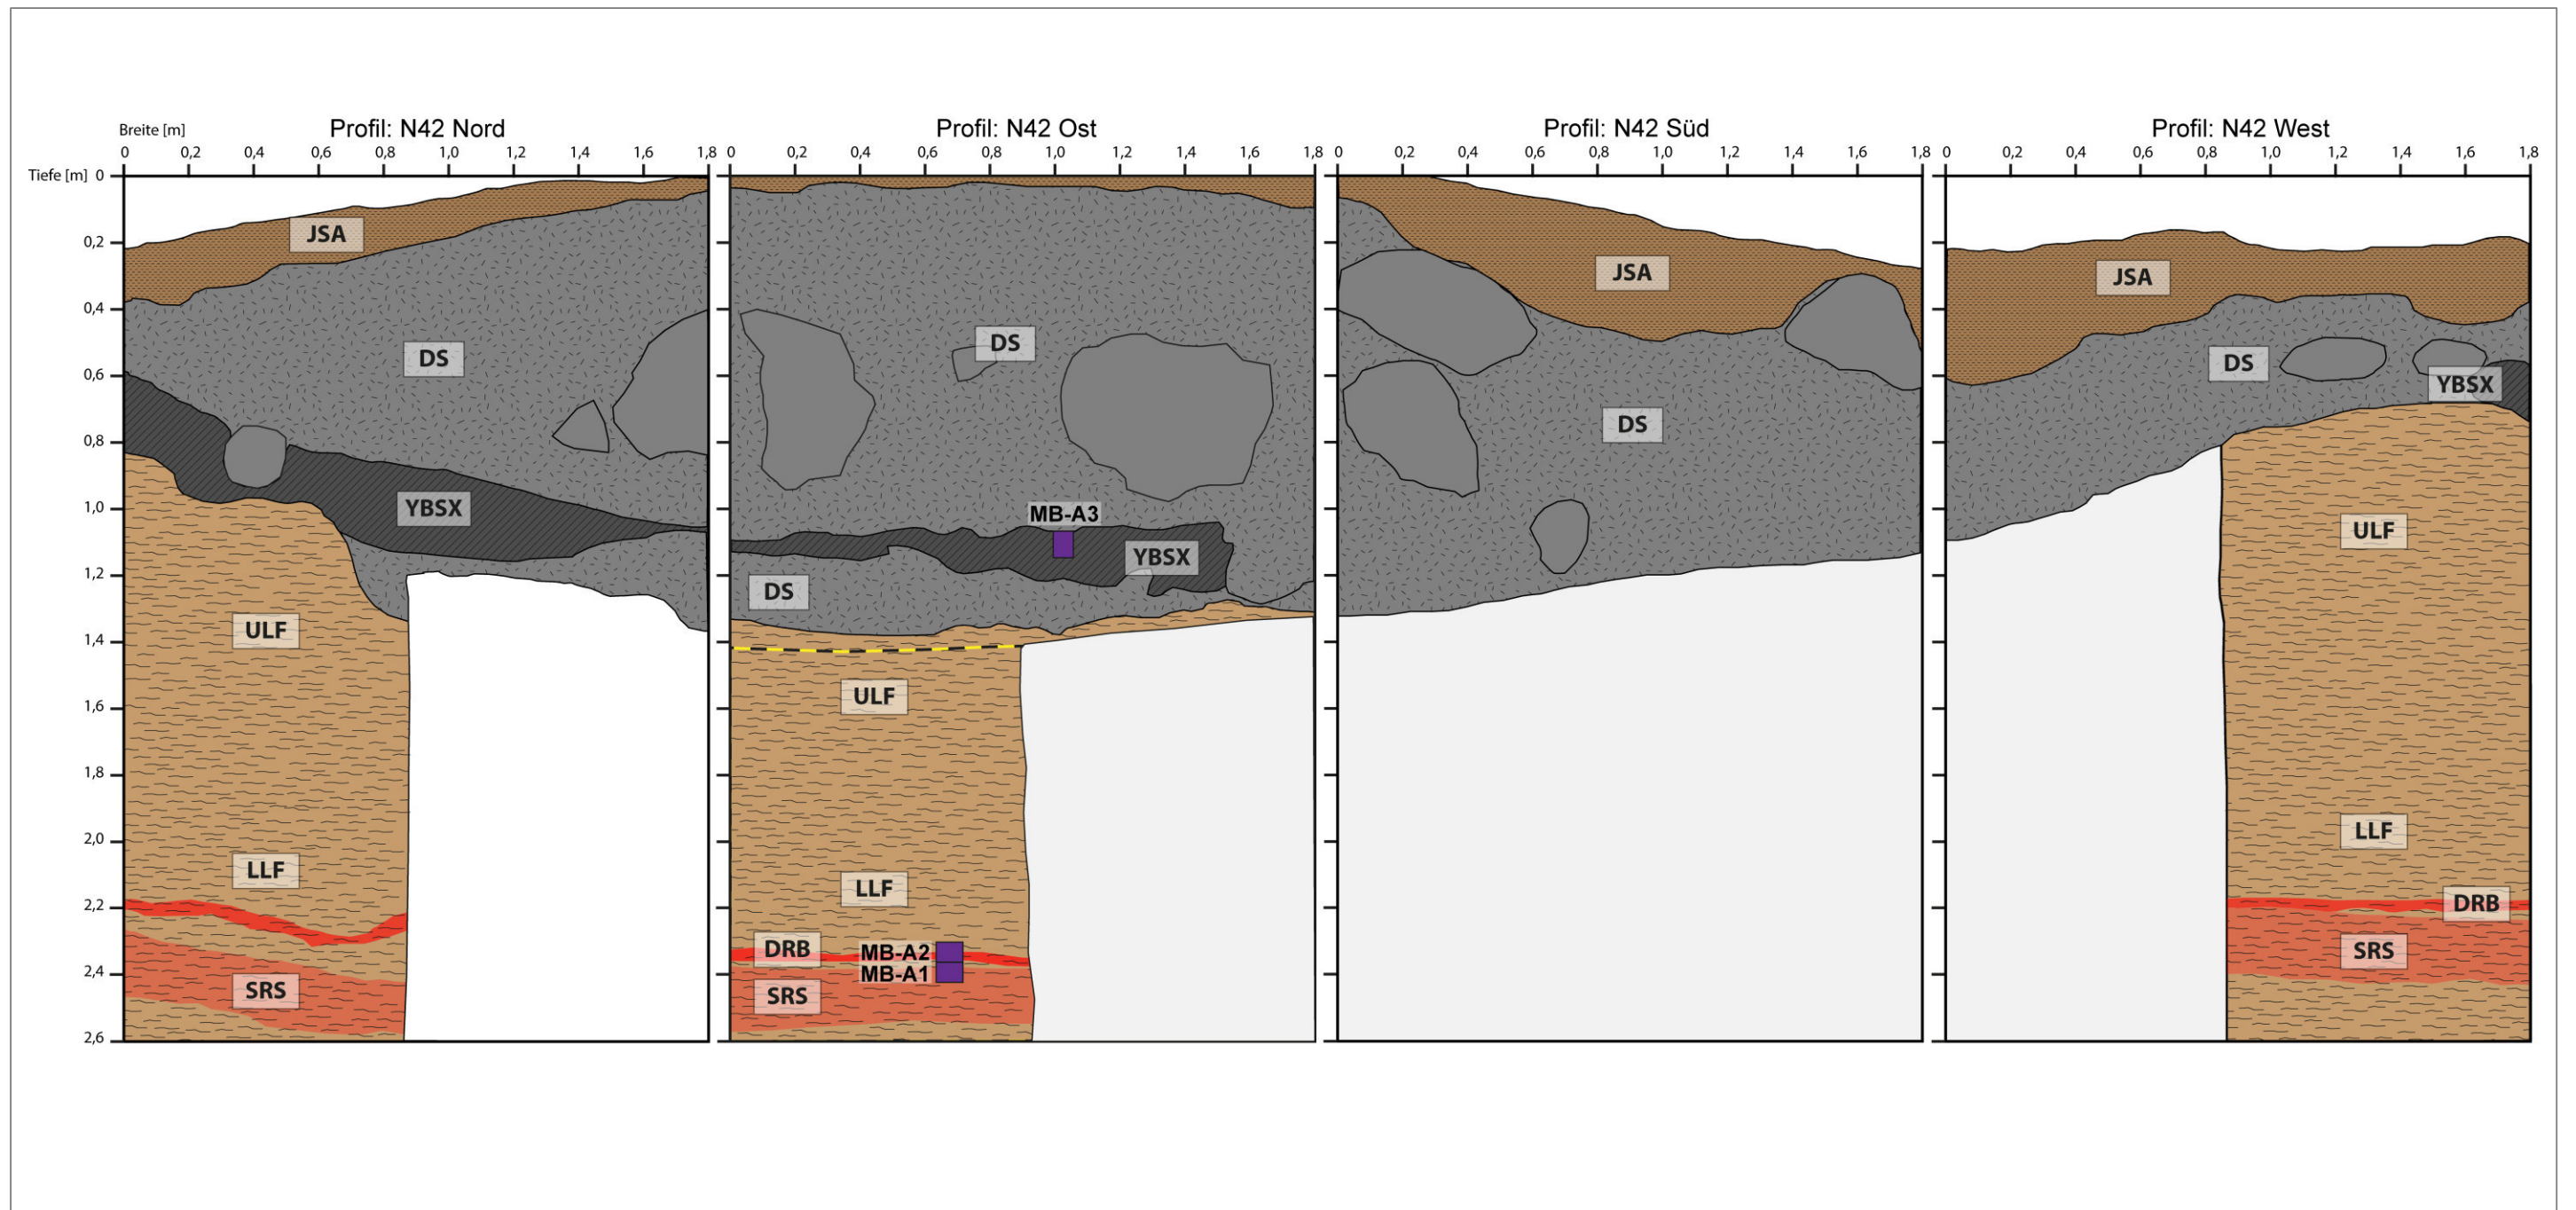 Profil: N42 Nord
Profil: N42 Ost
Profil: N42 Süd
Profil: N42 West
Breite [m]
0 0,2 0,4 0,6 0,8 1,0 1,2 1,4 1,6 1,8
0 0,2 0,4 0,6 0,8 1,0 1,2 1,4 1,6 1,8
0 0,2 0,4 0,6 0,8 1,0 1,2 1,4 1,6 1,8
0 0,2 0,4 0,6 0,8 1,0 1,2 1,4 1,6 1,8
Tiefe [m] 0
0,2
0,4
0,6
0,8
1,0
1,2
1,4
1,6
1,8
2,0
2,2
2,4
2,6
JSA
DS
YBSX
ULF
LLF
SRS
DS
MB-A3
YBSX
DS
ULF
LLF
DRB
MB-A2
MB-A1
SRS
JSA
DS
JSA
DS
YBSX
ULF
LLF
DRB
SRS